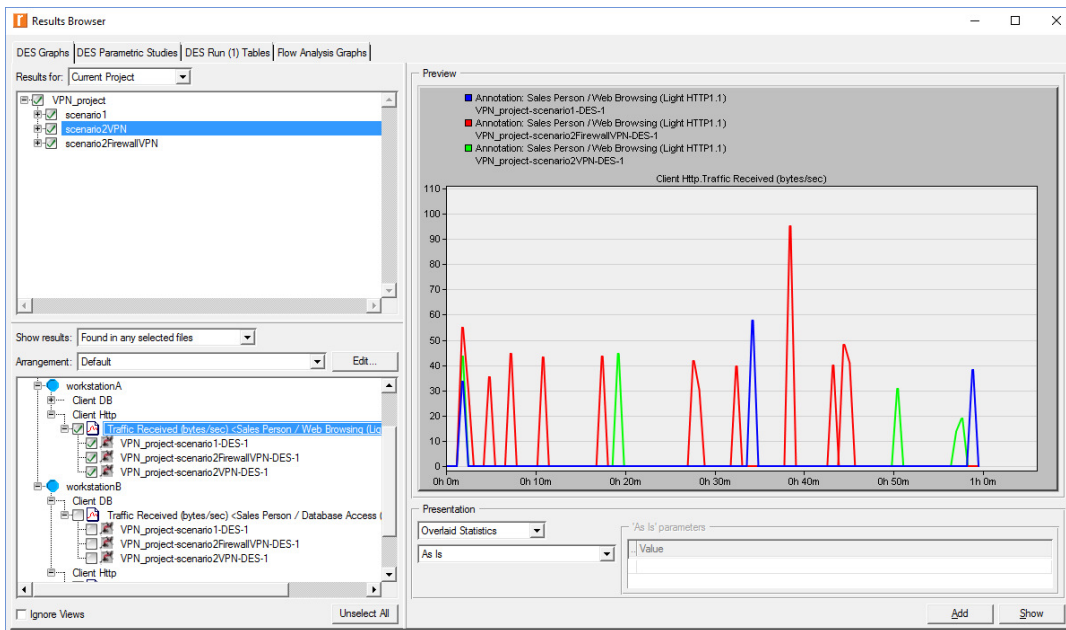 Results Browser
DES Graphs DES Parametric Studies DES Run (1) Tables Flow Analysis Graphs
Results for: Current Project
VPN_project
scenario1
scenario2VPN
scenario2FirewallVPN
Show results: Found in any selected files
Arrangement: Default Edit...
workstationA
Client DB
Client Http
Traffic Received (bytes/sec) <Sales Person / Web Browsing (Lig
VPN_project-scenario1-DES-1
VPN_project-scenario2FirewallVPN-DES-1
VPN_project-scenario2VPN-DES-1
workstationB
Client DB
Traffic Received (bytes/sec) <Sales Person / Database Access (
VPN_project-scenario1-DES-1
VPN_project-scenario2FirewallVPN-DES-1
VPN_project-scenario2VPN-DES-1
Client Http
Ignore Views Unselect All
Preview
Annotation: Sales Person / Web Browsing (Light HTTP1.1)
VPN_project-scenario1-DES-1
Annotation: Sales Person / Web Browsing (Light HTTP1.1)
VPN_project-scenario2FirewallVPN-DES-1
Annotation: Sales Person / Web Browsing (Light HTTP1.1)
VPN_project-scenario2VPN-DES-1
Client Http.Traffic Received (bytes/sec)
110
100
90
80
70
60
50
40
30
20
10
0
0h 0m 0h 10m 0h 20m 0h 30m 0h 40m 0h 50m 1h 0m
Presentation
Overlaid Statistics
As Is
'As Is' parameters
... Value
Add Show